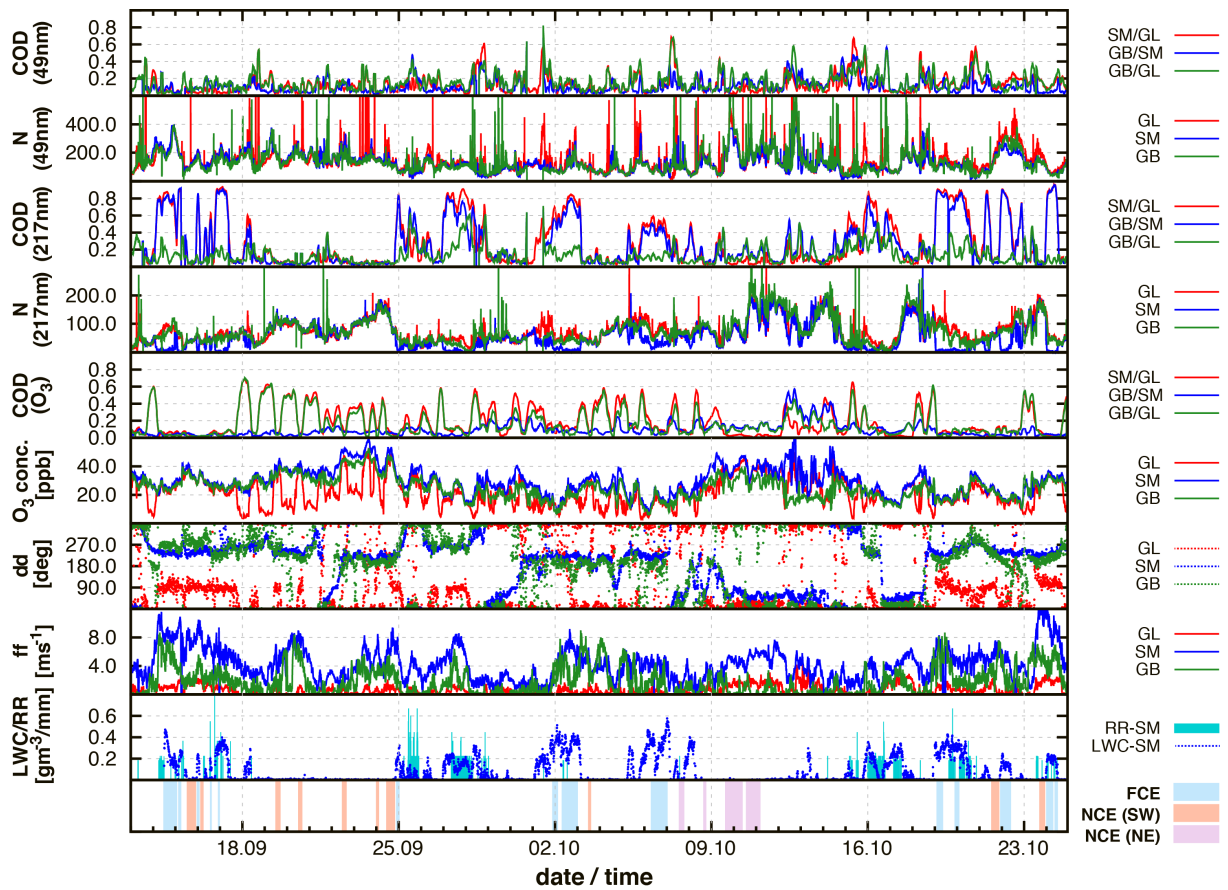 COD
(49nm)
0.8
0.6
0.4
0.2
SM/GL
GB/SM
GB/GL
N
(49nm)
400.0
200.0
GL
SM
GB
COD
(217nm)
0.8
0.6
0.4
0.2
SM/GL
GB/SM
GB/GL
N
(217nm)
200.0
100.0
GL
SM
GB
COD
(O3)
0.8
0.6
0.4
0.2
0.0
SM/GL
GB/SM
GB/GL
O3 conc.
[ppb]
40.0
20.0
GL
SM
GB
dd
[deg]
270.0
180.0
90.0
GL
SM
GB
ff
[ms-1]
8.0
4.0
GL
SM
GB
LWC/RR
[gm-3/mm]
0.6
0.4
0.2
RR-SM
LWC-SM
FCE
NCE (SW)
NCE (NE)
18.09
25.09
02.10
09.10
16.10
23.10
date / time